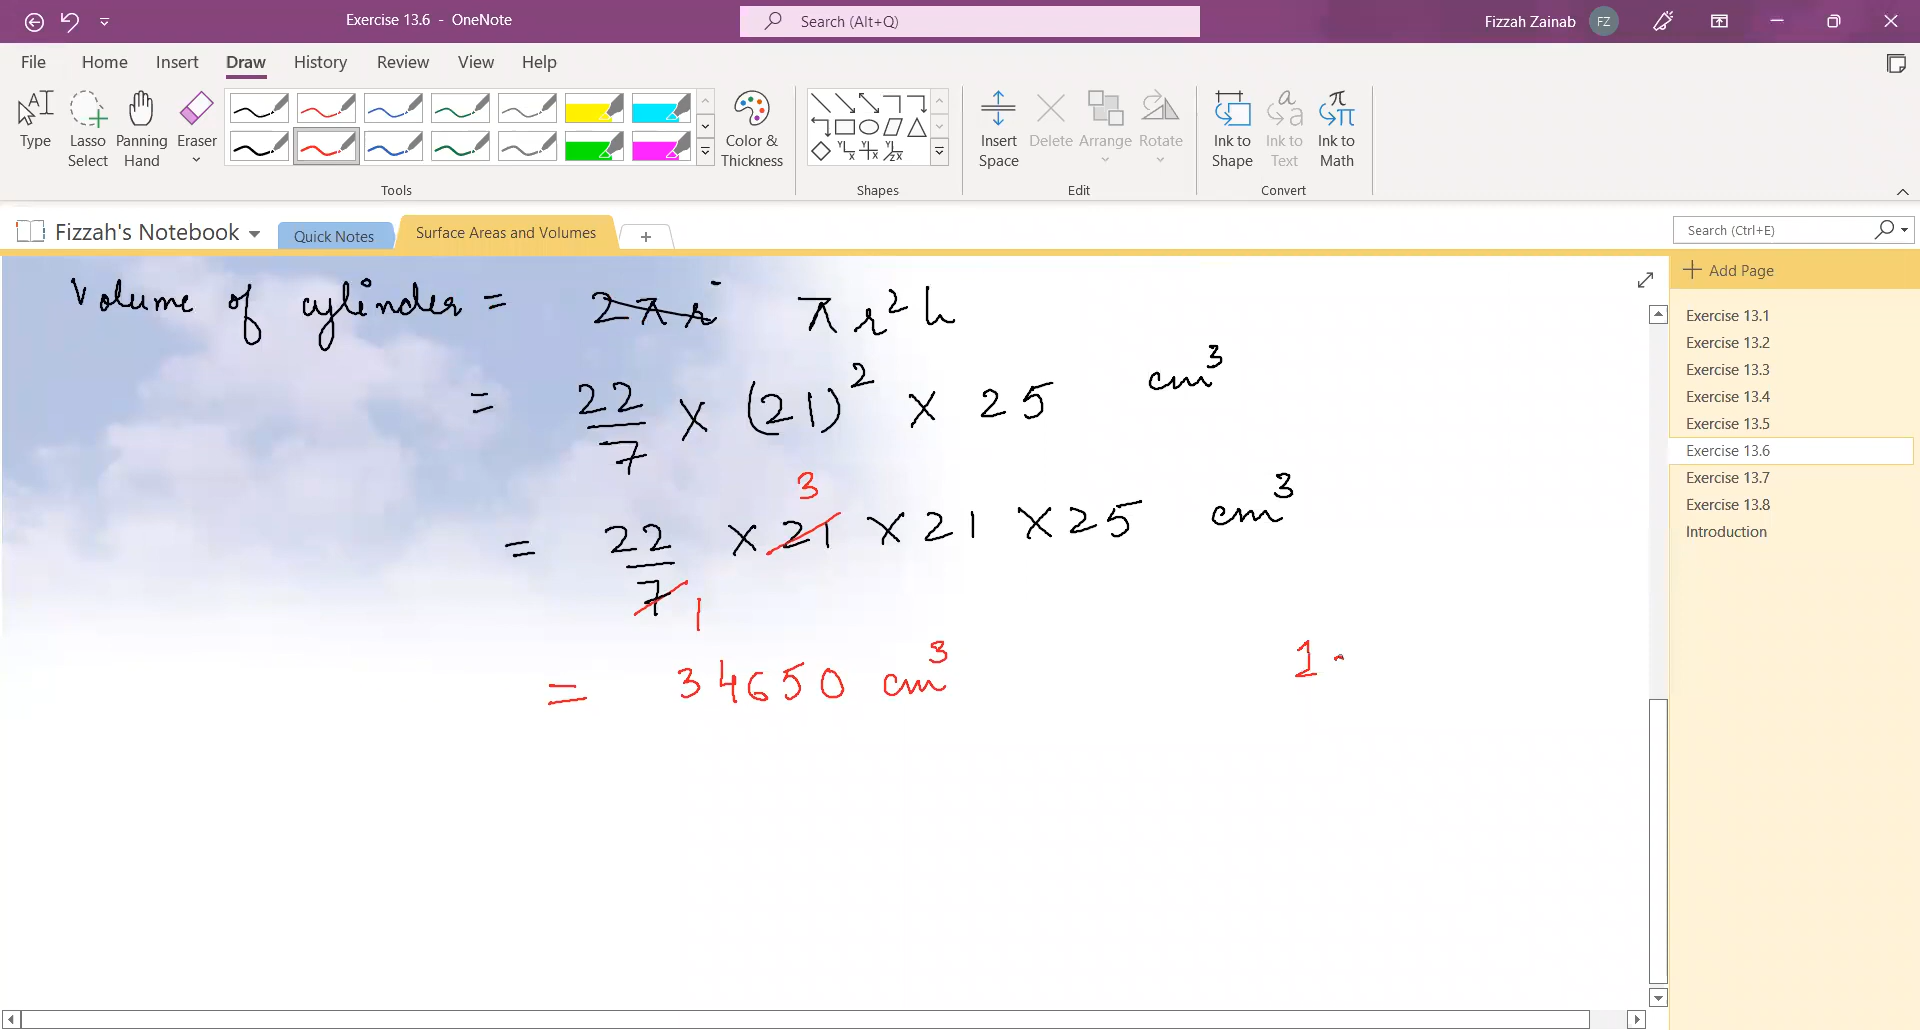 Exercise 13.6 - OneNote
Search (Alt+Q)
Fizzah Zainab
FZ
File Home Insert Draw History Review View Help
Type
Lasso Select
Panning Hand
Eraser
Color & Thickness
Insert Space
Delete
Arrange
Rotate
Ink to Shape
Ink to Text
Ink to Math
Tools Shapes Edit Convert
Fizzah's Notebook
Quick Notes
Surface Areas and Volumes
Search (Ctrl+E)
Add Page
Exercise 13.1
Exercise 13.2
Exercise 13.3
Exercise 13.4
Exercise 13.5
Exercise 13.6
Exercise 13.7
Exercise 13.8
Introduction
Volume of cylinder = 2πr πr²h
= 22/7 × (21)² × 25 cm³
3
= 22/7 × 21 × 21 × 25 cm³
1
= 34650 cm³
1